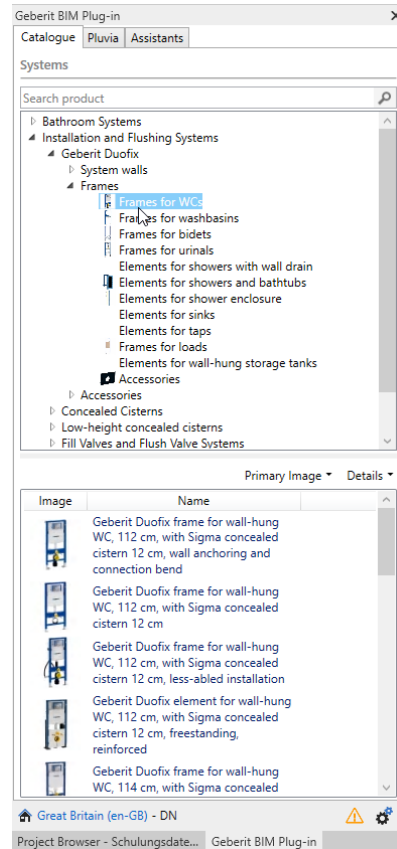 Geberit BIM Plug-in
Catalogue Pluvia Assistants
Systems
Search product
Bathroom Systems
Installation and Flushing Systems
Geberit Duofix
System walls
Frames
Frames for WCs
Frames for washbasins
Frames for bidets
Frames for urinals
Elements for showers with wall drain
Elements for showers and bathtubs
Elements for shower enclosure
Elements for sinks
Elements for taps
Frames for loads
Elements for wall-hung storage tanks
Accessories
Accessories
Concealed Cisterns
Low-height concealed cisterns
Fill Valves and Flush Valve Systems
Primary Image Details
Image Name
Geberit Duofix frame for wall-hung
WC, 112 cm, with Sigma concealed
cistern 12 cm, wall anchoring and
connection bend
Geberit Duofix frame for wall-hung
WC, 112 cm, with Sigma concealed
cistern 12 cm
Geberit Duofix frame for wall-hung
WC, 112 cm, with Sigma concealed
cistern 12 cm, less-abled installation
Geberit Duofix element for wall-hung
WC, 112 cm, with Sigma concealed
cistern 12 cm, freestanding,
reinforced
Geberit Duofix frame for wall-hung
WC, 114 cm, with Sigma concealed
Great Britain (en-GB) - DN
Project Browser - Schulungsdate... Geberit BIM Plug-in